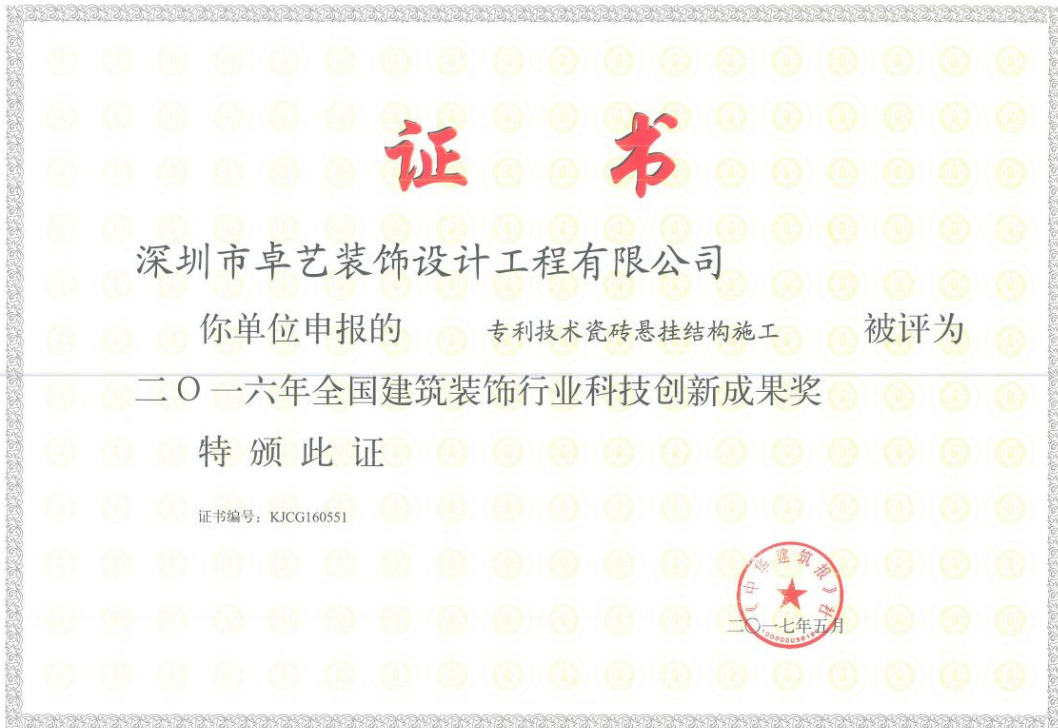 证书
深圳市卓艺装饰设计工程有限公司
你单位申报的 专利技术瓷砖悬挂结构施工 被评为
二〇一六年全国建筑装饰行业科技创新成果奖
特颁此证
证书编号：KJCG160551
《中华建筑报》社
二〇一七年五月